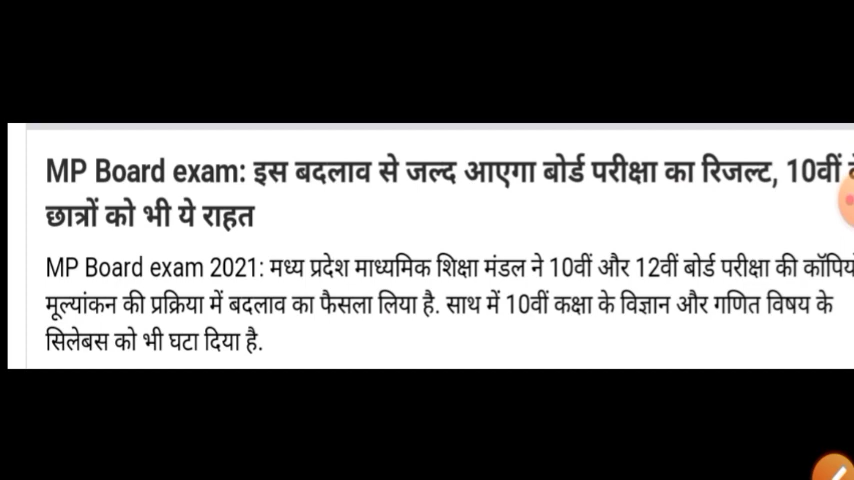 MP Board exam: इस बदलाव से जल्द आएगा बोर्ड परीक्षा का रिजल्ट, 10वीं
छात्रों को भी ये राहत
MP Board exam 2021: मध्य प्रदेश माध्यमिक शिक्षा मंडल ने 10वीं और 12वीं बोर्ड परीक्षा की
मूल्यांकन की प्रक्रिया में बदलाव का फैसला लिया है. साथ में 10वीं कक्षा के विज्ञान और गणित विषय के
सिलेबस को भी घटा दिया है.